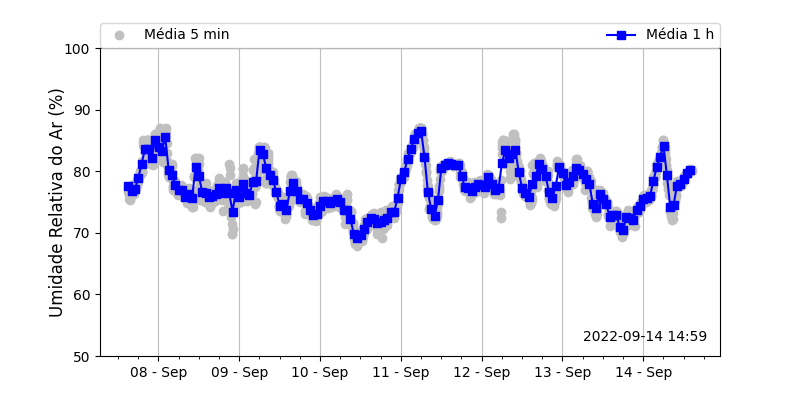 Média 5 min
Média 1 h
Umidade Relativa do Ar (%)
100
90
80
70
60
50
2022-09-14 14:59
08 - Sep
09 - Sep
10 - Sep
11 - Sep
12 - Sep
13 - Sep
14 - Sep